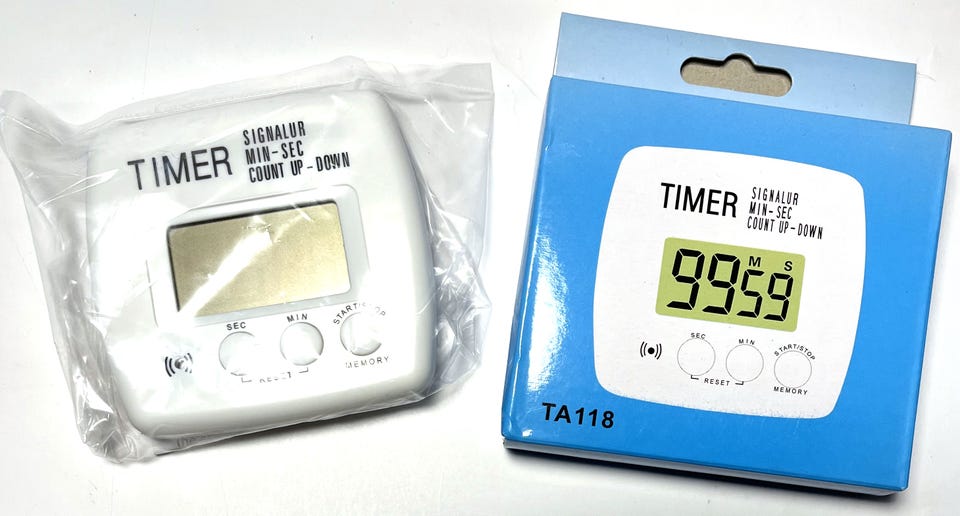 TIMER
SIGNALUR
MIN-SEC
COUNT UP-DOWN
SEC
MIN
START/STOP
RESET
MEMORY
TIMER
SIGNALUR
MIN-SEC
COUNT UP-DOWN
M S
9959
SEC
MIN
START/STOP
RESET
MEMORY
TA118